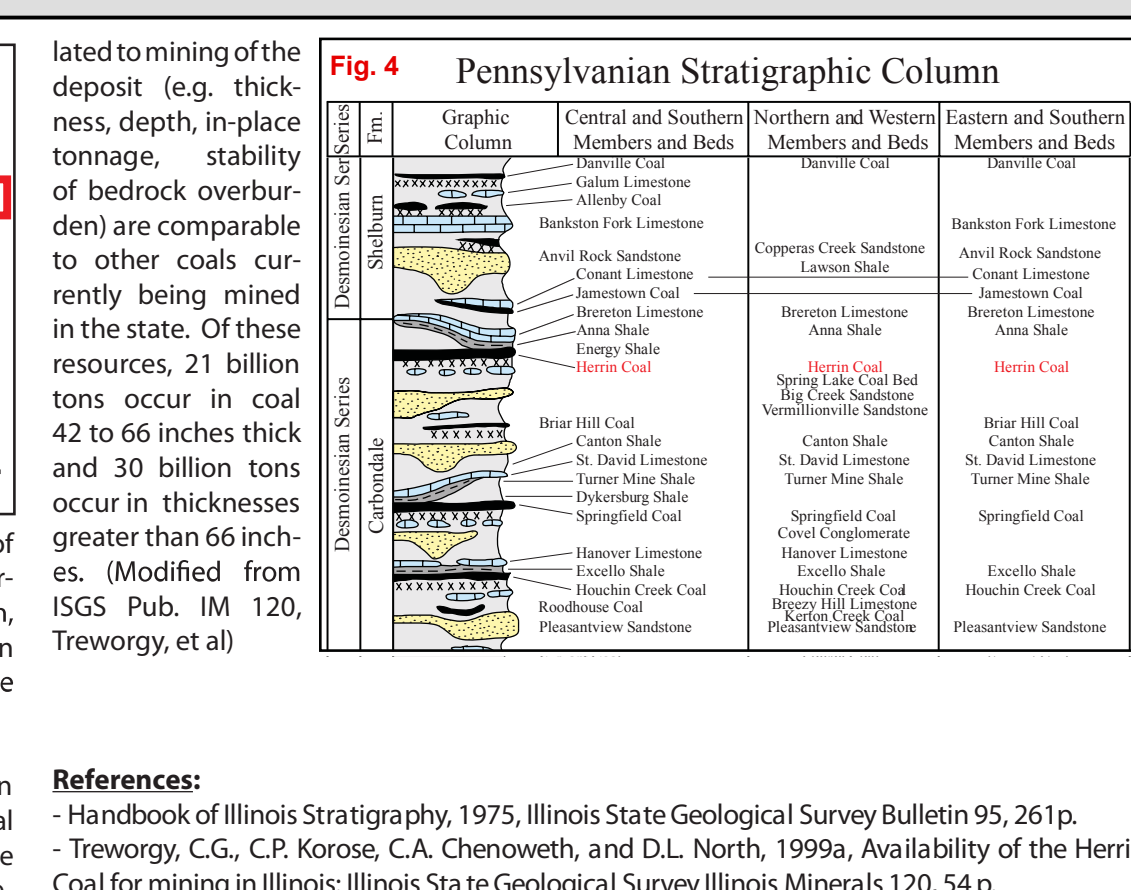 lated to mining of the
deposit (e.g. thick-
ness, depth, in-place
tonnage, stability
of bedrock overbur-
den) are comparable
to other coals cur-
rently being mined
in the state. Of these
resources, 21 billion
tons occur in coal
42 to 66 inches thick
and 30 billion tons
occur in thicknesses
greater than 66 inch-
es. (Modified from
ISGS Pub. IM 120,
Treworgy, et al)
Fig. 4
Pennsylvanian Stratigraphic Column
Series
Fm.
Graphic
Column
Central and Southern
Members and Beds
Northern and Western
Members and Beds
Eastern and Southern
Members and Beds
Desmoinesian Ser
Shelburn
Desmoinesian Series
Carbondale
Danville Coal
Galum Limestone
Allenby Coal
Bankston Fork Limestone
Anvil Rock Sandstone
Conant Limestone
Jamestown Coal
Brereton Limestone
Anna Shale
Energy Shale
Herrin Coal
Briar Hill Coal
Canton Shale
St. David Limestone
Turner Mine Shale
Dykersburg Shale
Springfield Coal
Hanover Limestone
Excello Shale
Houchin Creek Coal
Roodhouse Coal
Pleasantview Sandstone
Danville Coal
Copperas Creek Sandstone
Lawson Shale
Brereton Limestone
Anna Shale
Herrin Coal
Spring Lake Coal Bed
Big Creek Sandstone
Vermillionville Sandstone
Canton Shale
St. David Limestone
Turner Mine Shale
Springfield Coal
Covel Conglomerate
Hanover Limestone
Excello Shale
Houchin Creek Coal
Breezy Hill Limestone
Kerton Creek Coal
Pleasantview Sandstone
Danville Coal
Bankston Fork Limestone
Anvil Rock Sandstone
Conant Limestone
Jamestown Coal
Brereton Limestone
Anna Shale
Herrin Coal
Briar Hill Coal
Canton Shale
St. David Limestone
Turner Mine Shale
Springfield Coal
Excello Shale
Houchin Creek Coal
Pleasantview Sandstone
References:
- Handbook of Illinois Stratigraphy, 1975, Illinois State Geological Survey Bulletin 95, 261p.
- Treworgy, C.G., C.P. Korose, C.A. Chenoweth, and D.L. North, 1999a, Availability of the Herri
Coal for mining in Illinois: Illinois State Geological Survey Illinois Minerals 120, 54 p.